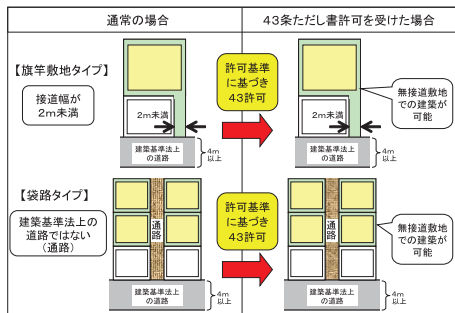 通常の場合
43条ただし書許可を受けた場合
【旗竿敷地タイプ】
接道幅が
2m未満
2m未満
建築基準法上
の道路
4m
以上
許可基準
に基づき
43許可
2m未満
建築基準法上
の道路
4m
以上
無接道敷地
での建築が
可能
【袋路タイプ】
建築基準法上の
道路ではない
(通路)
通路
建築基準法上
の道路
4m
以上
許可基準
に基づき
43許可
通路
建築基準法上
の道路
4m
以上
無接道敷地
での建築が
可能